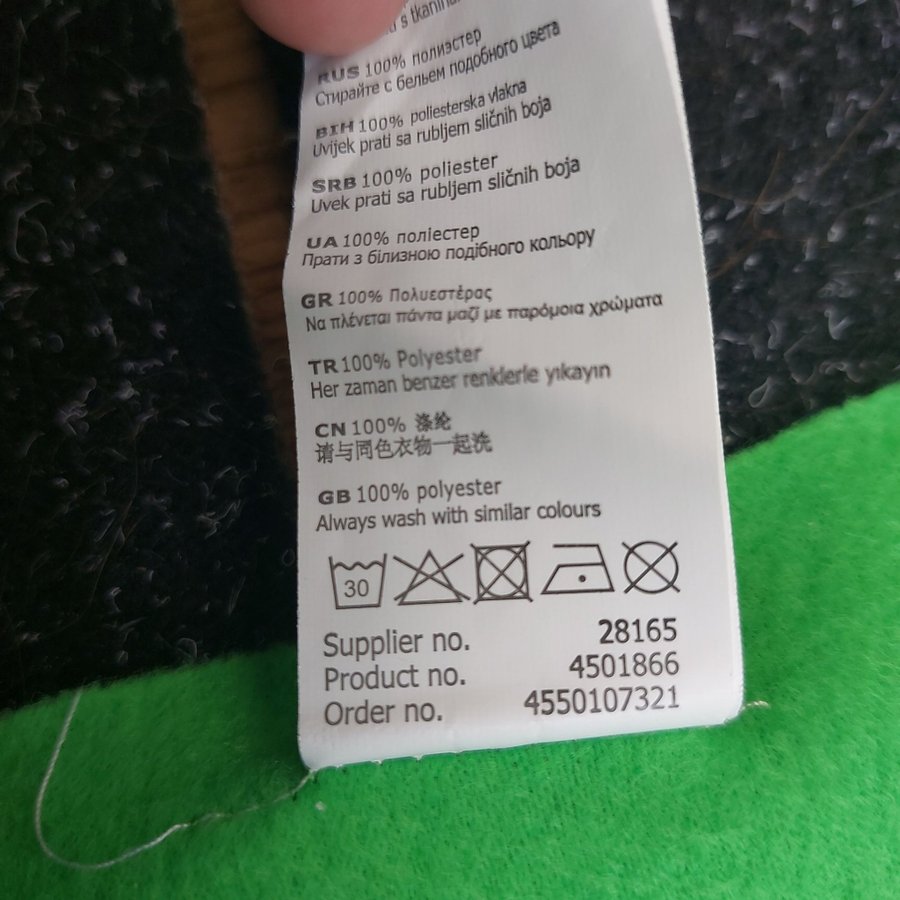 s tkanina
RUS 100% полиэстер
Стирайте с бельем подобного цвета
BIH 100% poliesterska vlakna
Uvijek prati sa rubljem sličnih boja
SRB 100% poliester
Uvek prati sa rubljem sličnih boja
UA 100% поліестер
Прати з білизною подібного кольору
GR 100% Πολυεστέρας
Να πλένεται πάντα μαζί με παρόμοια χρώματα
TR 100% Polyester
Her zaman benzer renklerle yıkayın
CN 100% 涤纶
请与同色衣物一起洗
GB 100% polyester
Always wash with similar colours
30
Supplier no. 28165
Product no. 4501866
Order no. 4550107321